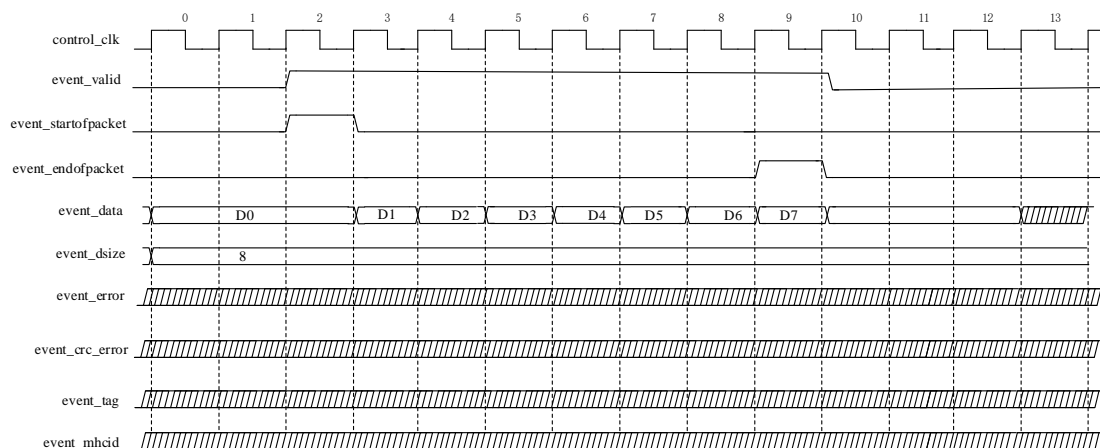 0 1 2 3 4 5 6 7 8 9 10 11 12 13
control_clk
event_valid
event_startofpacket
event_endofpacket
event_data D0 D1 D2 D3 D4 D5 D6 D7
event_dsize 8
event_error
event_crc_error
event_tag
event_mhcid